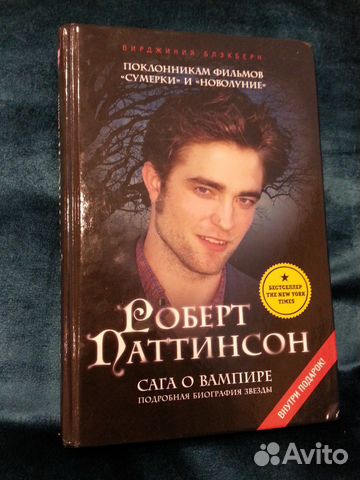 ВИРДЖИНИЯ БЛЭКБЕРН
ПОКЛОННИКАМ ФИЛЬМОВ
«СУМЕРКИ» И «НОВОЛУНИЕ»
БЕСТСЕЛЛЕР
THE NEW YORK
TIMES
РОБЕРТ
ПАТТИНСОН
САГА О ВАМПИРЕ
ПОДРОБНАЯ БИОГРАФИЯ ЗВЕЗДЫ
ВНУТРИ ПОДАРОК!
Avito